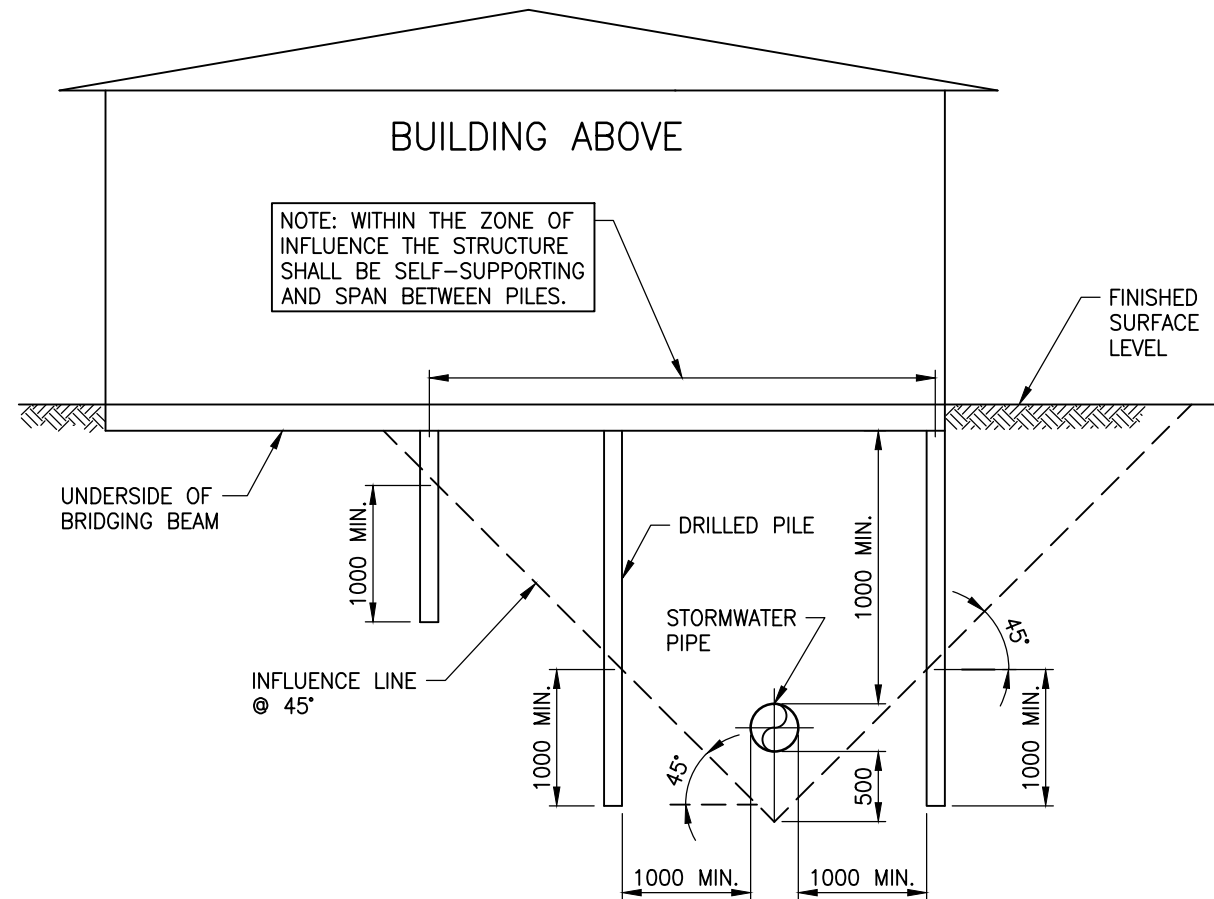 BUILDING ABOVE
NOTE: WITHIN THE ZONE OF
INFLUENCE THE STRUCTURE
SHALL BE SELF-SUPPORTING
AND SPAN BETWEEN PILES.
FINISHED
SURFACE
LEVEL
UNDERSIDE OF
BRIDGING BEAM
1000 MIN.
DRILLED PILE
1000 MIN.
STORMWATER
PIPE
45°
INFLUENCE LINE
@ 45°
1000 MIN.
45°
500
1000 MIN.
1000 MIN.
1000 MIN.